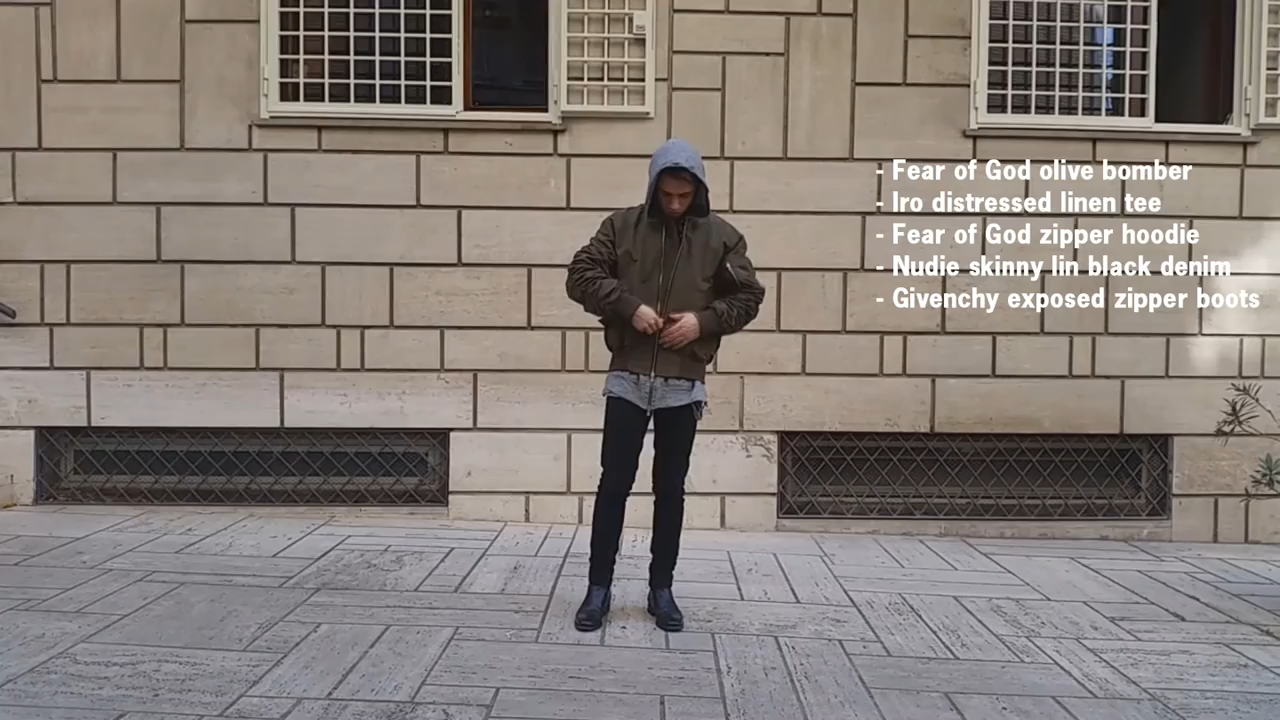 - Fear of God olive bomber
- Iro distressed linen tee
- Fear of God zipper hoodie
- Nudie skinny lin black denim
- Givenchy exposed zipper boots